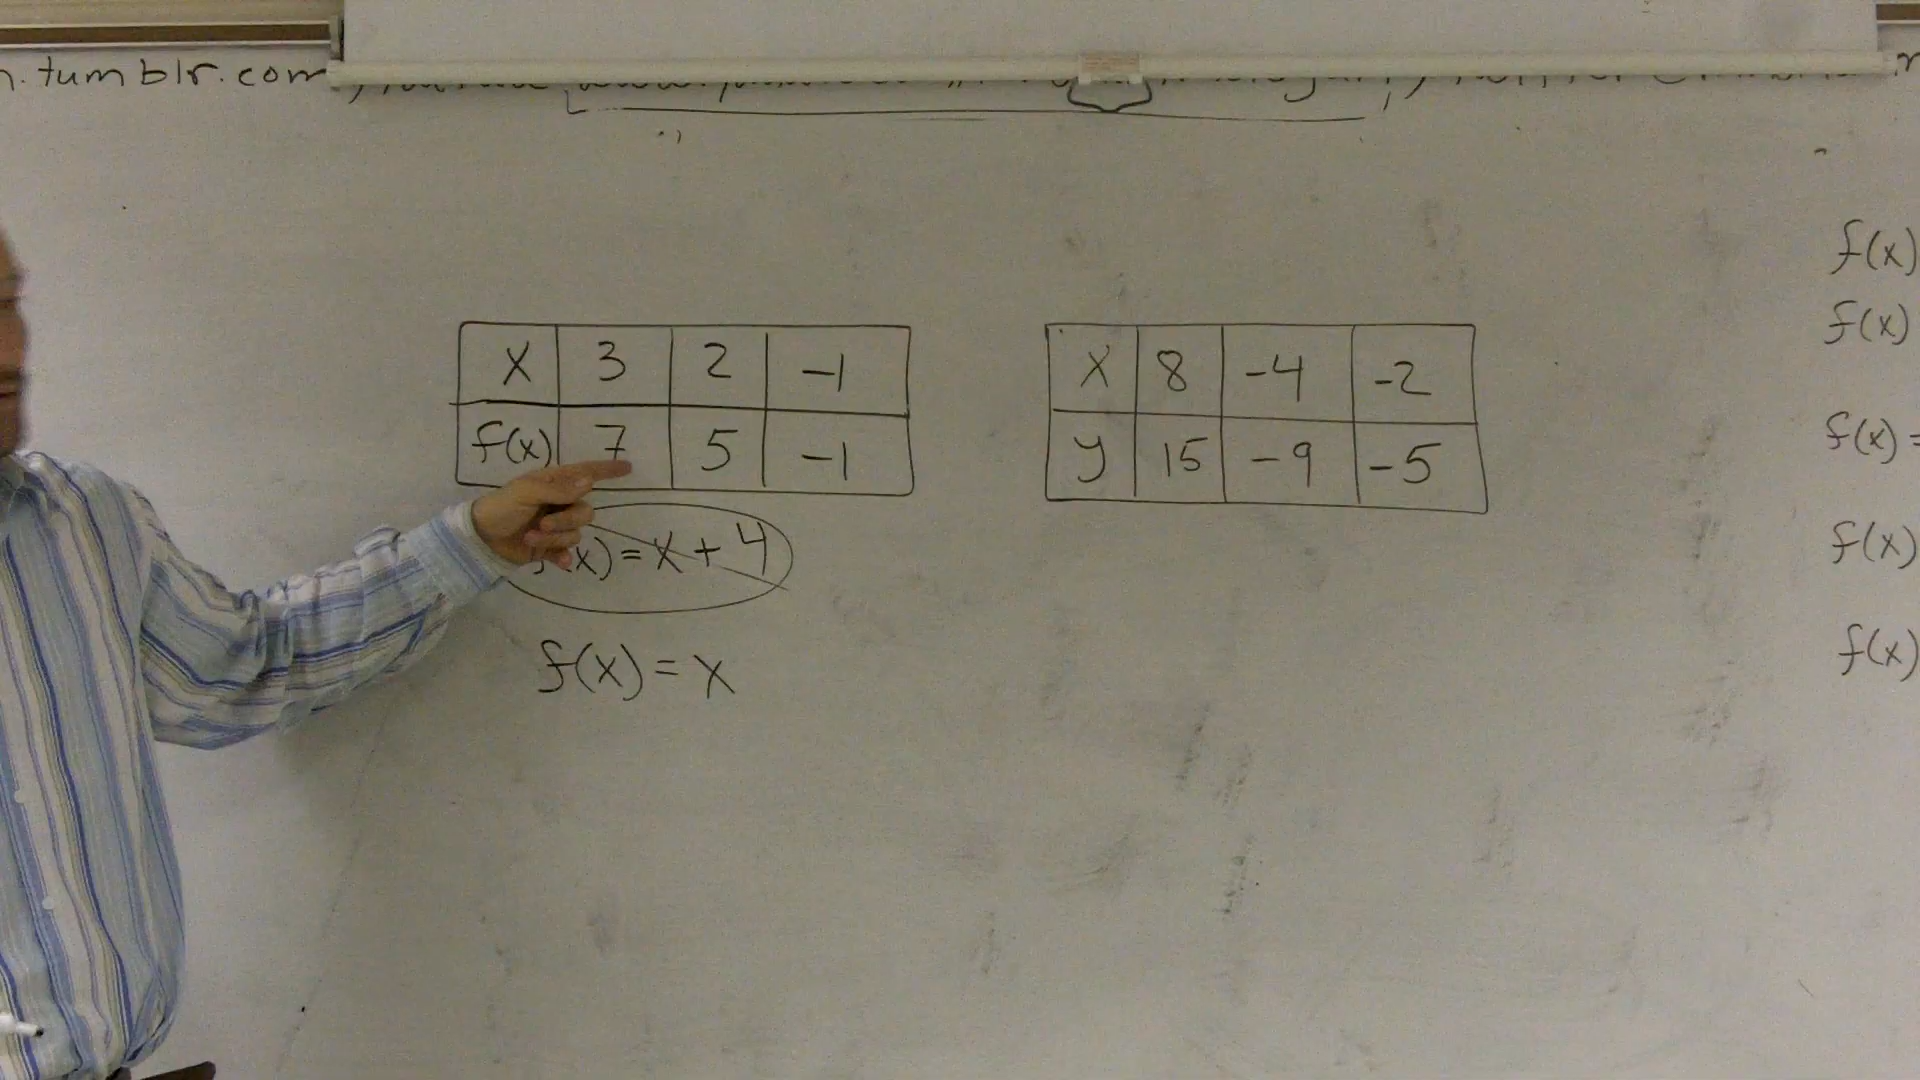 n.tumblr.com
X 3 2 -1
f(x) 7 5 -1
(x) = x + 4
f(x) = x
X 8 -4 -2
y 15 -9 -5
f(x)
f(x)
f(x) =
f(x)
f(x)